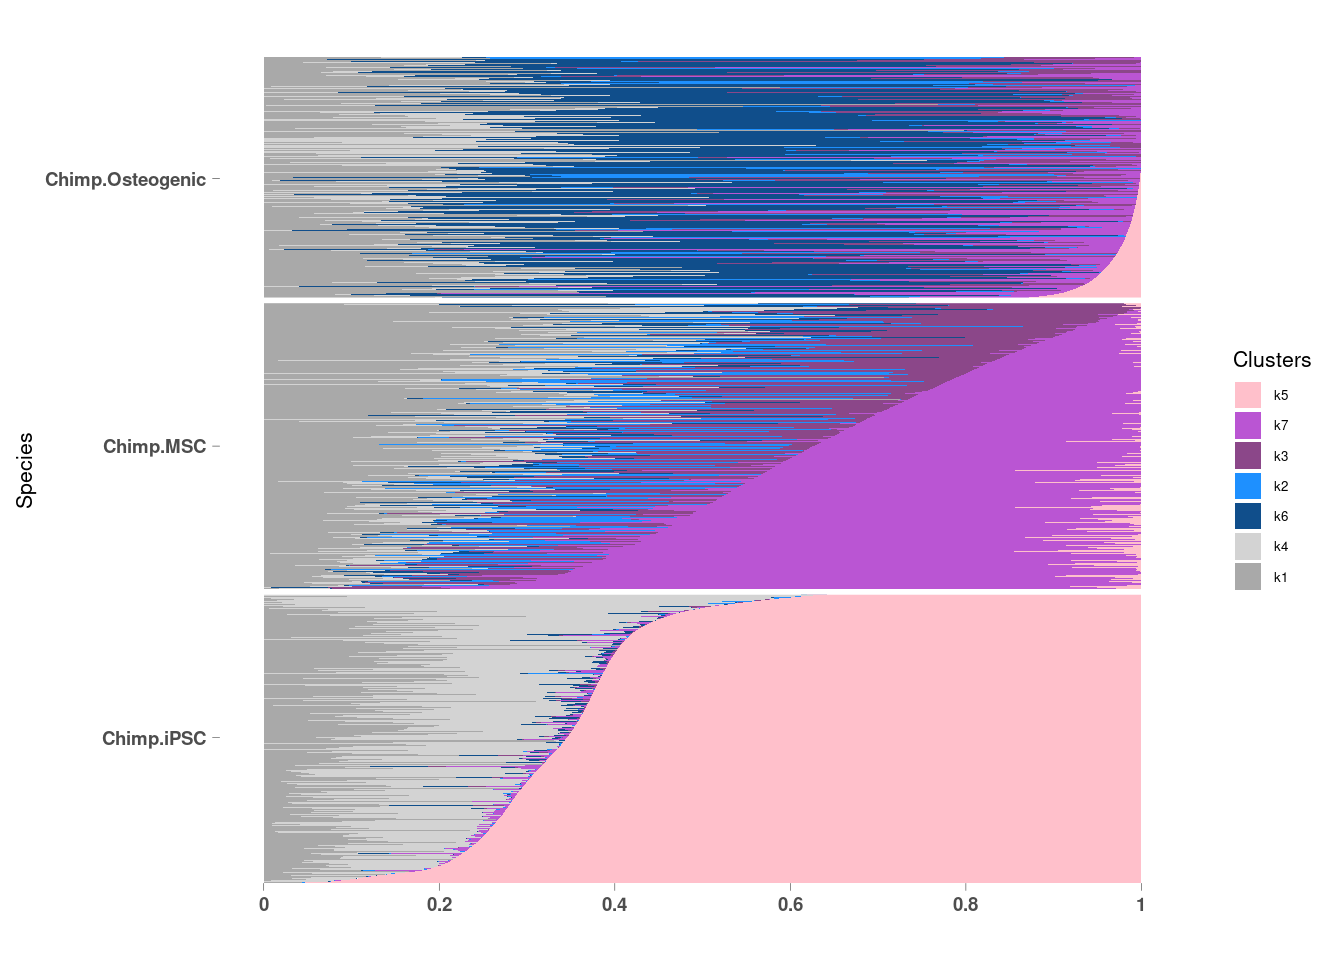 Chimp.Osteogenic
Chimp.MSC
Chimp.iPSC
Species
0 0.2 0.4 0.6 0.8 1
Clusters
k5
k7
k3
k2
k6
k4
k1